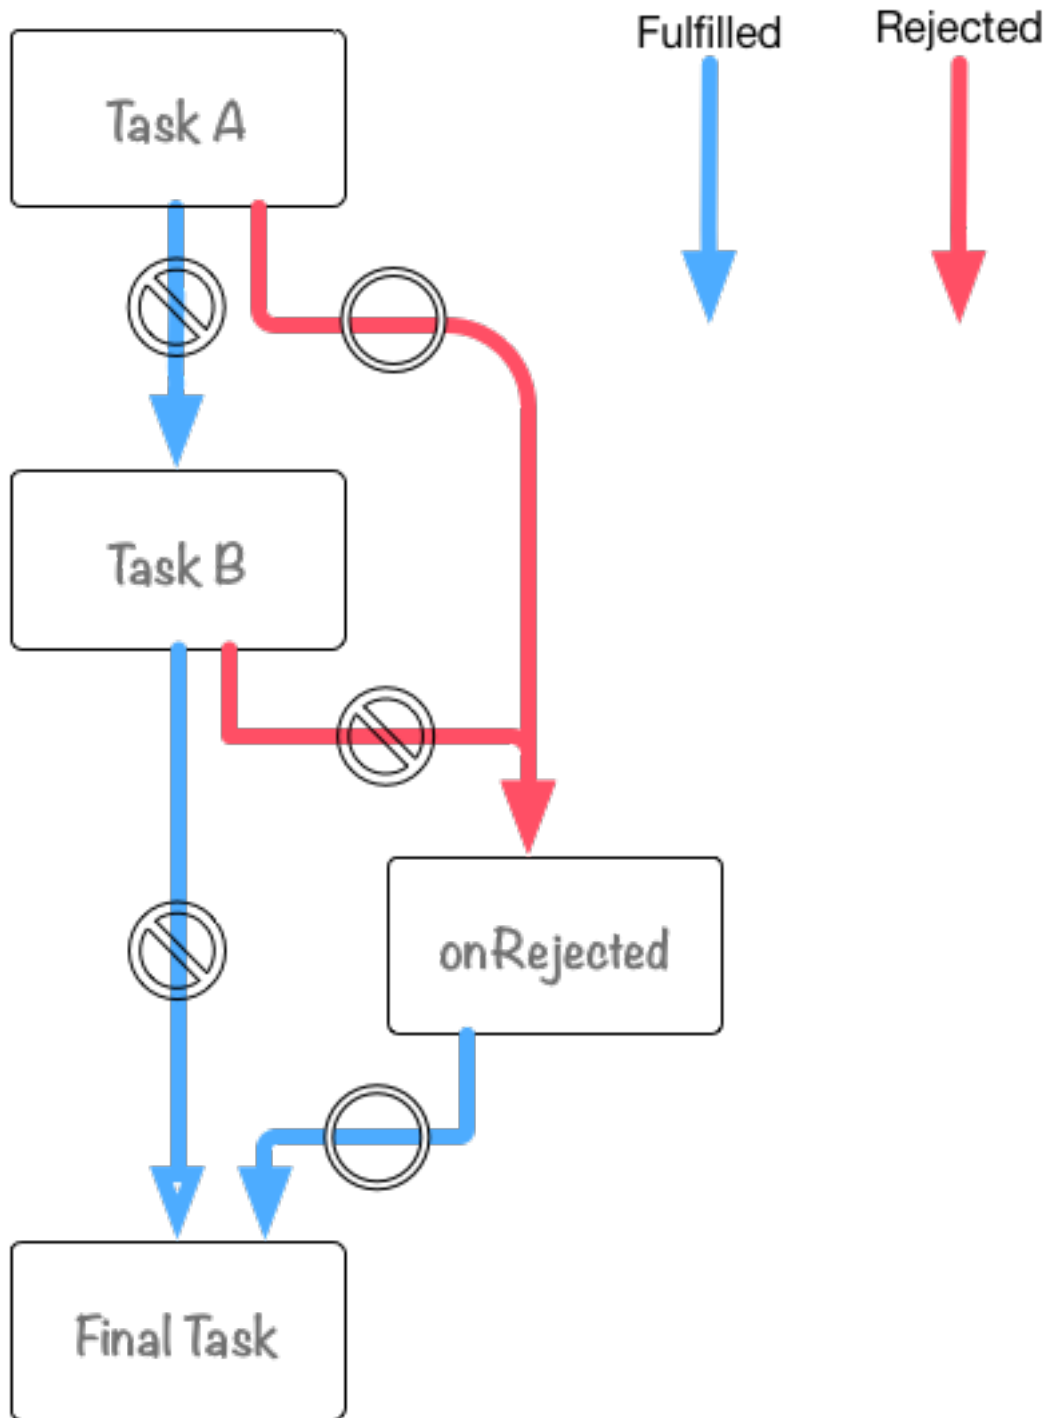 Fulfilled
Rejected
Task A
Task B
onRejected
Final Task